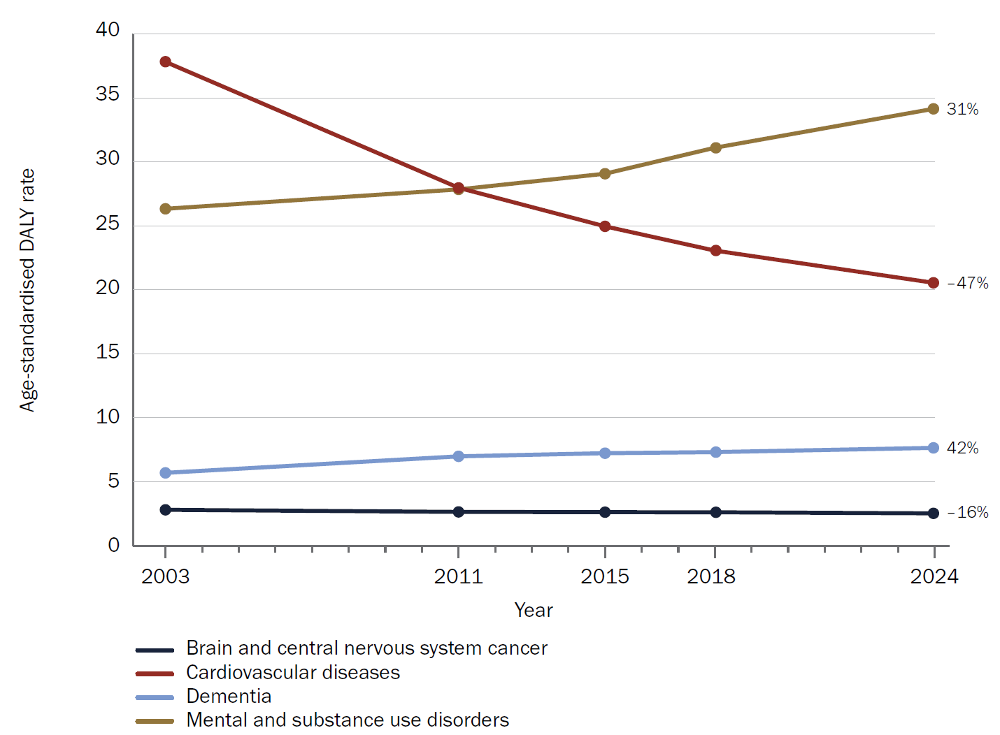 40
35
30
25
20
15
10
5
0
Age-standardised DALY rate
31%
–47%
42%
–16%
2003 2011 2015 2018 2024
Year
Brain and central nervous system cancer
Cardiovascular diseases
Dementia
Mental and substance use disorders